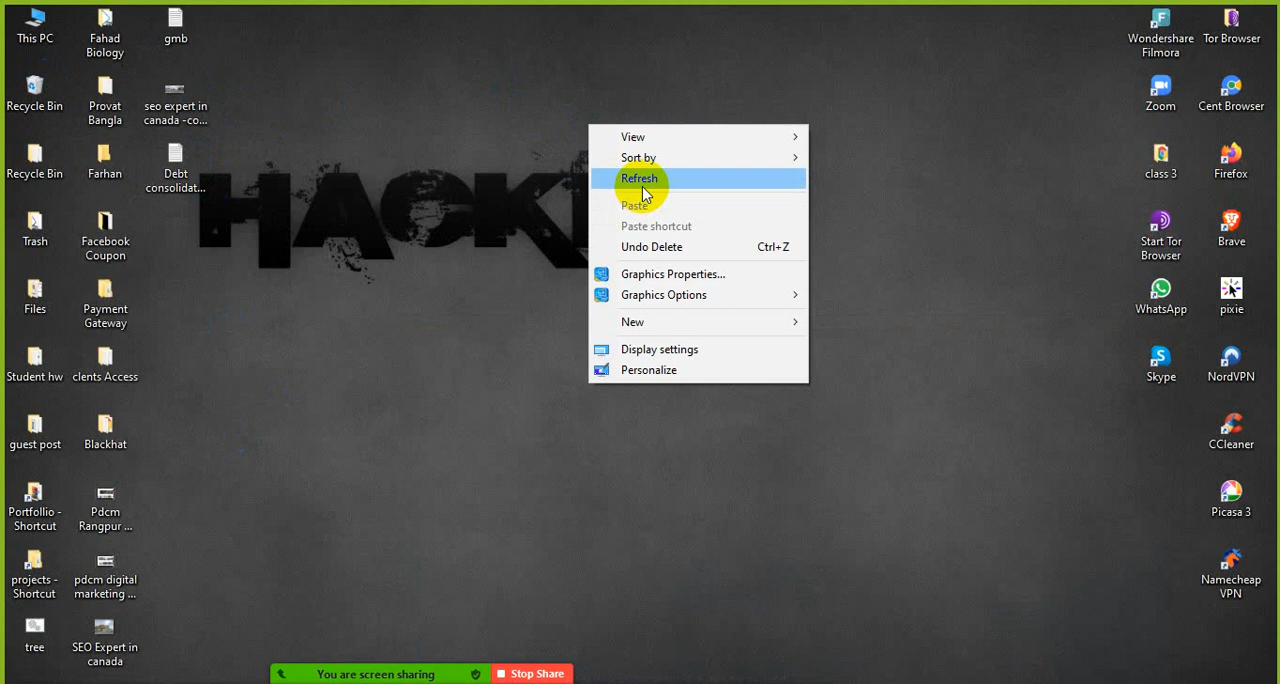 This PC
Fahad
Biology
gmb
Recycle Bin
Provat
Bangla
seo expert in
canada -co...
Recycle Bin
Farhan
Debt
consolidat...
Trash
Facebook
Coupon
Files
Payment
Gateway
Student hw
clents Access
guest post
Blackhat
Portfollio -
Shortcut
Pdcm
Rangpur ...
projects -
Shortcut
pdcm digital
marketing ...
tree
SEO Expert in
canada
HACK
View
Sort by
Refresh
Paste
Paste shortcut
Undo Delete Ctrl+Z
Graphics Properties...
Graphics Options
New
Display settings
Personalize
Wondershare
Filmora
Tor Browser
Zoom
Cent Browser
class 3
Firefox
Start Tor
Browser
Brave
WhatsApp
pixie
Skype
NordVPN
CCleaner
Picasa 3
Namecheap
VPN
You are screen sharing
Stop Share